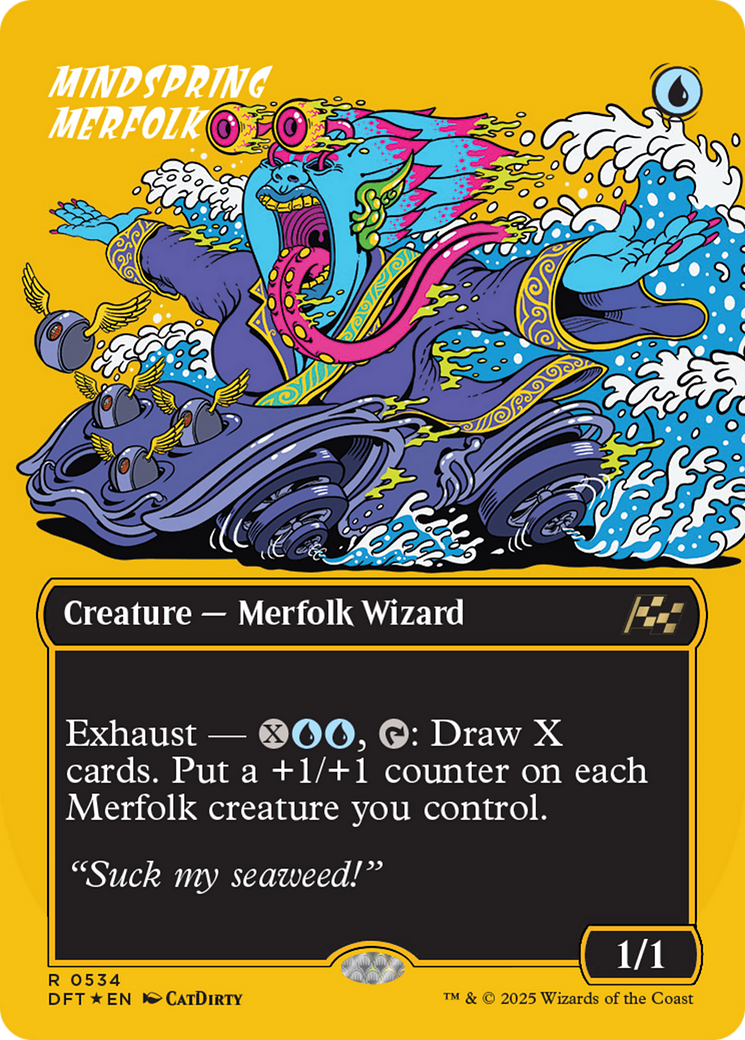 MINDSPRING
MERFOLK
Creature — Merfolk Wizard
Exhaust — X, : Draw X
cards. Put a +1/+1 counter on each
Merfolk creature you control.
“Suck my seaweed!”
1/1
R 0534
DFT★EN CATDIRTY
™ & © 2025 Wizards of the Coast